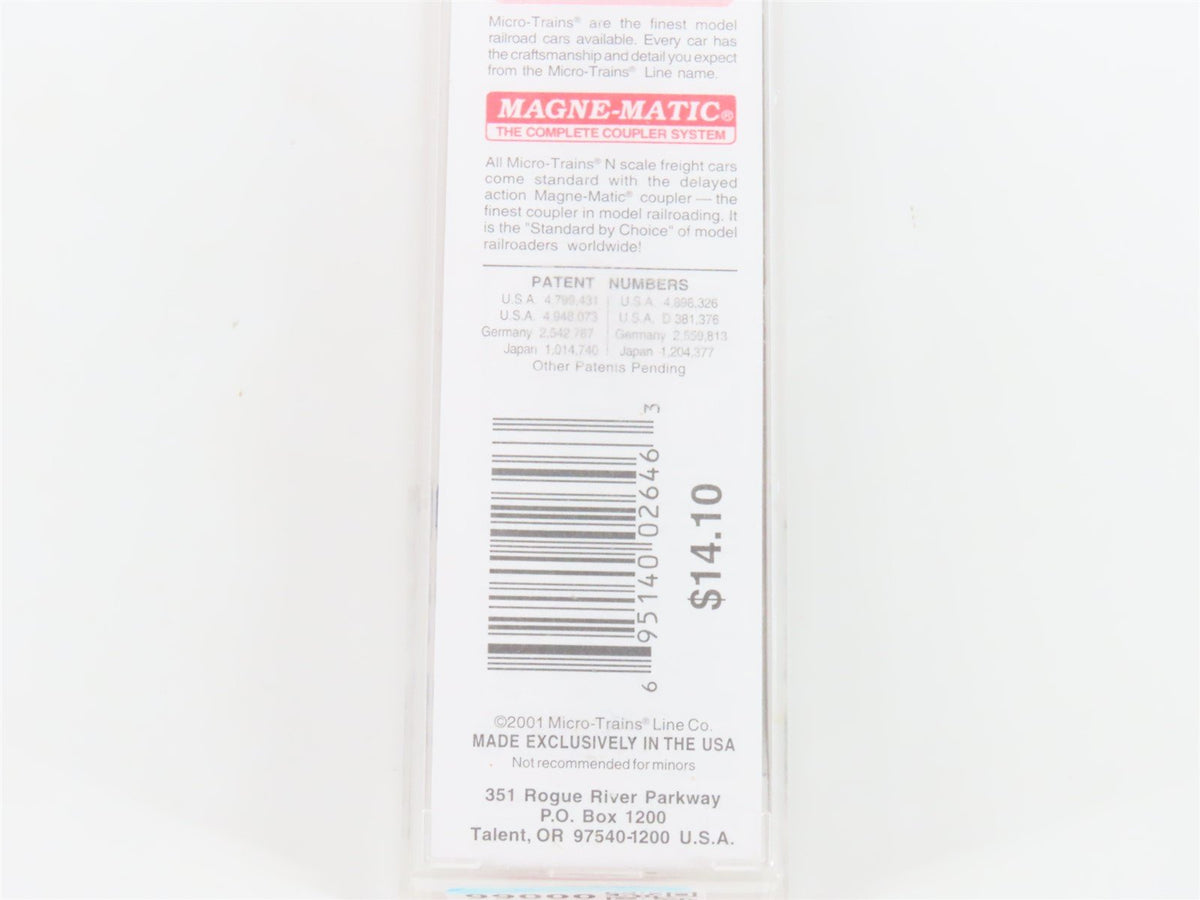 Micro-Trains® are the finest model
railroad cars available. Every car has
the craftsmanship and detail you expect
from the Micro-Trains® Line name.
MAGNE-MATIC®
THE COMPLETE COUPLER SYSTEM
All Micro-Trains® N scale freight cars
come standard with the delayed
action Magne-Matic® coupler — the
finest coupler in model railroading. It
is the "Standard by Choice" of model
railroaders worldwide!
PATENT NUMBERS
U.S.A. 4,799,431 | U.S.A. 4,898,326
U.S.A. 4,948,073 | U.S.A. D 381,376
Germany 2,542,787 | Germany 2,559,813
Japan 1,014,740 | Japan 1,204,377
Other Patents Pending
6 95140 02646 3
$14.10
©2001 Micro-Trains® Line Co.
MADE EXCLUSIVELY IN THE USA
Not recommended for minors
351 Rogue River Parkway
P.O. Box 1200
Talent, OR 97540-1200 U.S.A.